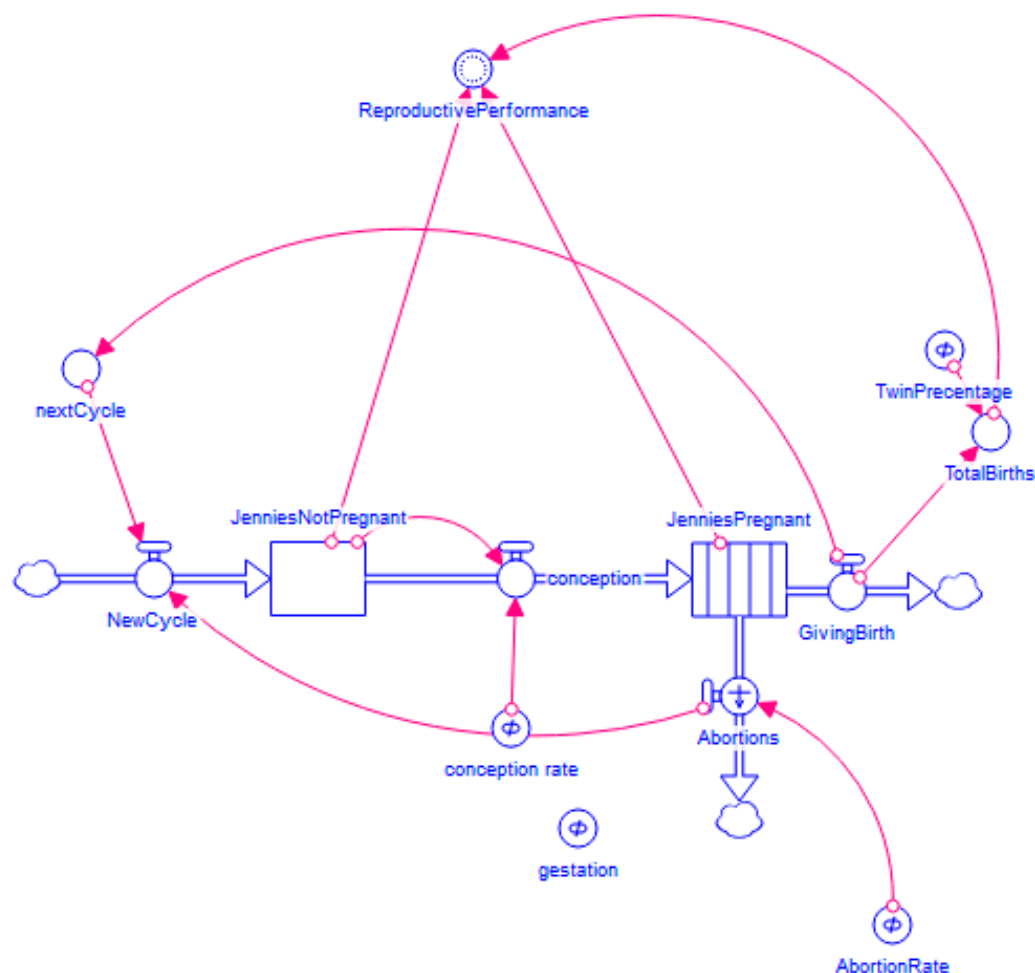 ReproductivePerformance
TwinPrecentage
nextCycle
TotalBirths
JenniesNotPregnant
JenniesPregnant
conception
NewCycle
GivingBirth
Abortions
conception rate
gestation
AbortionRate